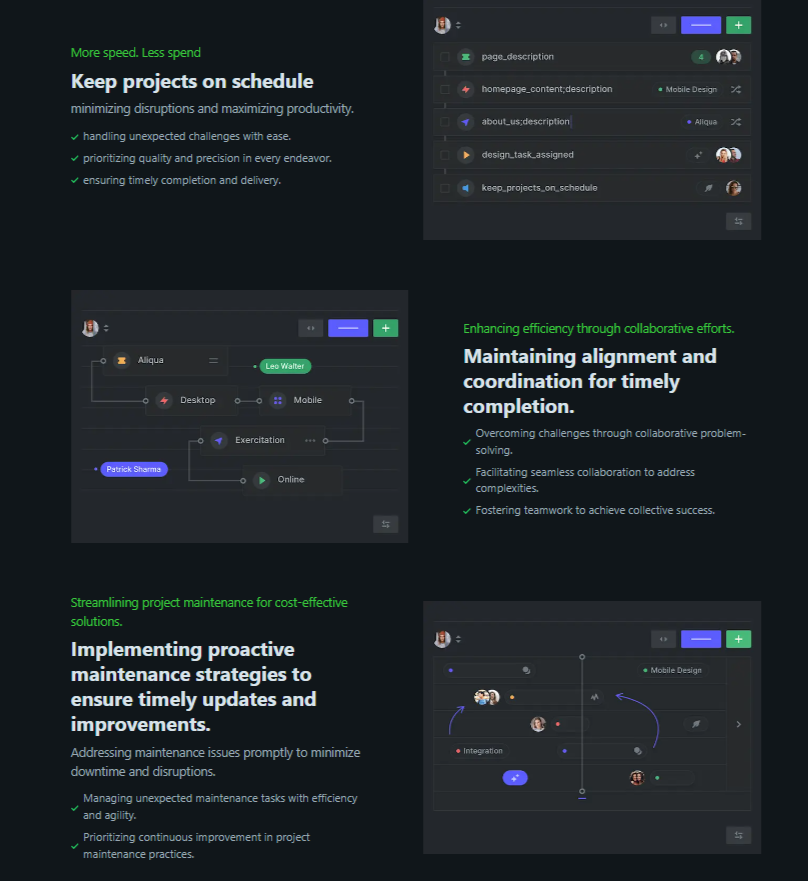 More speed. Less spend
Keep projects on schedule
minimizing disruptions and maximizing productivity.
handling unexpected challenges with ease.
prioritizing quality and precision in every endeavor.
ensuring timely completion and delivery.
page_description
4
homepage_content;description
Mobile Design
about_us;description
Aliqua
design_task_assigned
keep_projects_on_schedule
Aliqua
Leo Walter
Desktop
Mobile
Exercitation
Patrick Sharma
Online
Enhancing efficiency through collaborative efforts.
Maintaining alignment and
coordination for timely
completion.
Overcoming challenges through collaborative problem-
solving.
Facilitating seamless collaboration to address
complexities.
Fostering teamwork to achieve collective success.
Streamlining project maintenance for cost-effective
solutions.
Implementing proactive
maintenance strategies to
ensure timely updates and
improvements.
Addressing maintenance issues promptly to minimize
downtime and disruptions.
Managing unexpected maintenance tasks with efficiency
and agility.
Prioritizing continuous improvement in project
maintenance practices.
Mobile Design
Integration